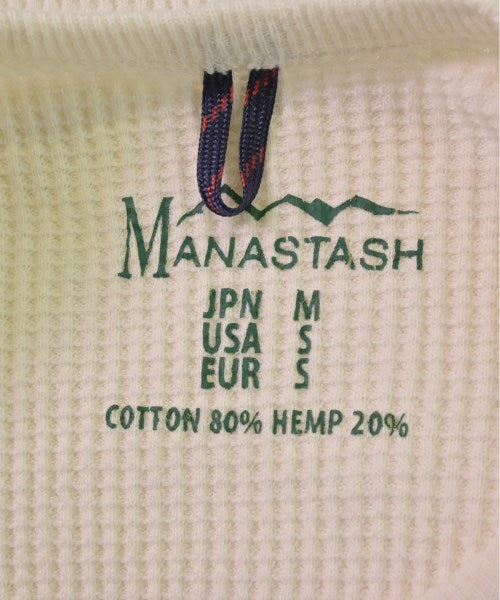 MANASTASH
JPN M
USA S
EUR S
COTTON 80% HEMP 20%